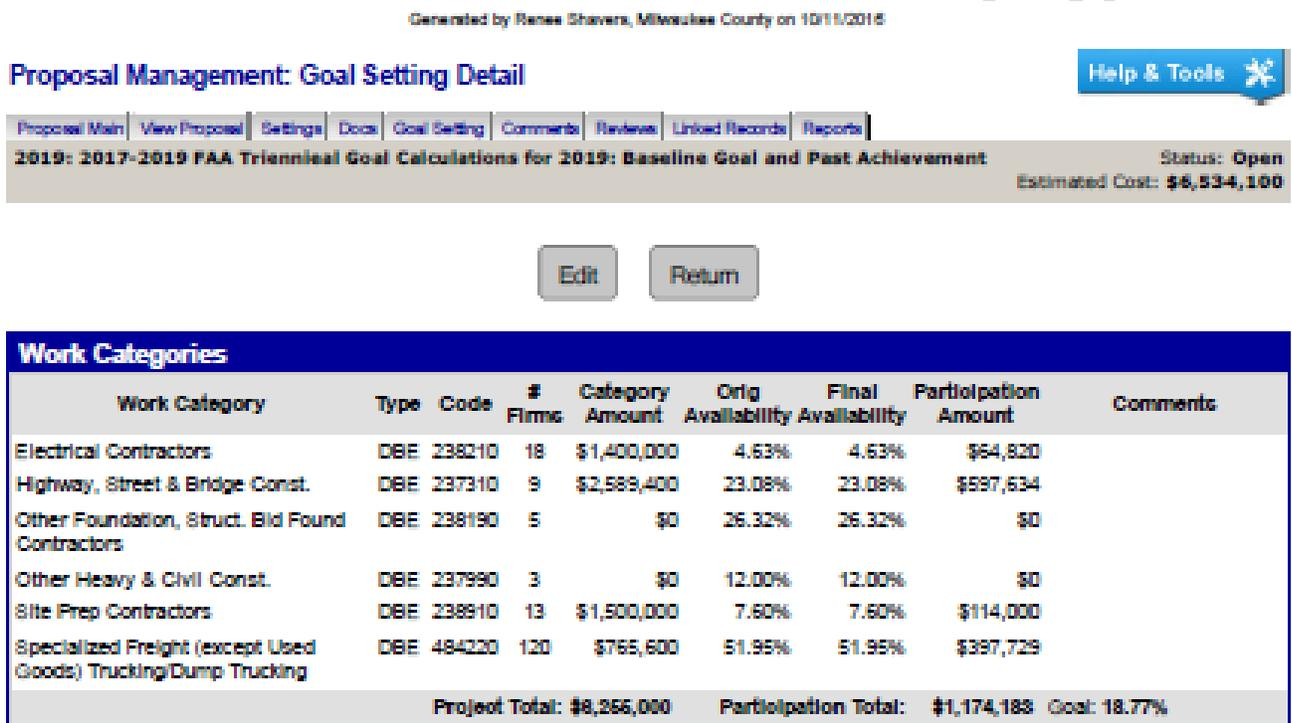 Generated by Renee Shavers, Milwaukee County on 10/11/2016
Proposal Management: Goal Setting Detail
Help & Tools
Proposal Main View Proposal Settings Docs Goal Setting Comments Reviews Linked Records Reports
2019: 2017-2019 FAA Triennieal Goal Calculations for 2019: Baseline Goal and Past Achievement Status: Open
Estimated Cost: $6,534,100
Edit Return
Work Categories
Work Category Type Code # Firms Category Amount Orig Availability Final Availability Participation Amount Comments
Electrical Contractors DBE 238210 18 $1,400,000 4.63% 4.63% $64,820
Highway, Street & Bridge Const. DBE 237310 9 $2,589,400 23.08% 23.08% $597,634
Other Foundation, Struct. Bld Found DBE 238190 5 $0 26.32% 26.32% $0
Contractors
Other Heavy & Civil Const. DBE 237990 3 $0 12.00% 12.00% $0
Site Prep Contractors DBE 238910 13 $1,500,000 7.60% 7.60% $114,000
Specialized Freight (except Used DBE 484220 120 $765,600 51.95% 51.95% $397,729
Goods) Trucking/Dump Trucking
Project Total: $6,255,000 Participation Total: $1,174,183 Goal: 18.77%